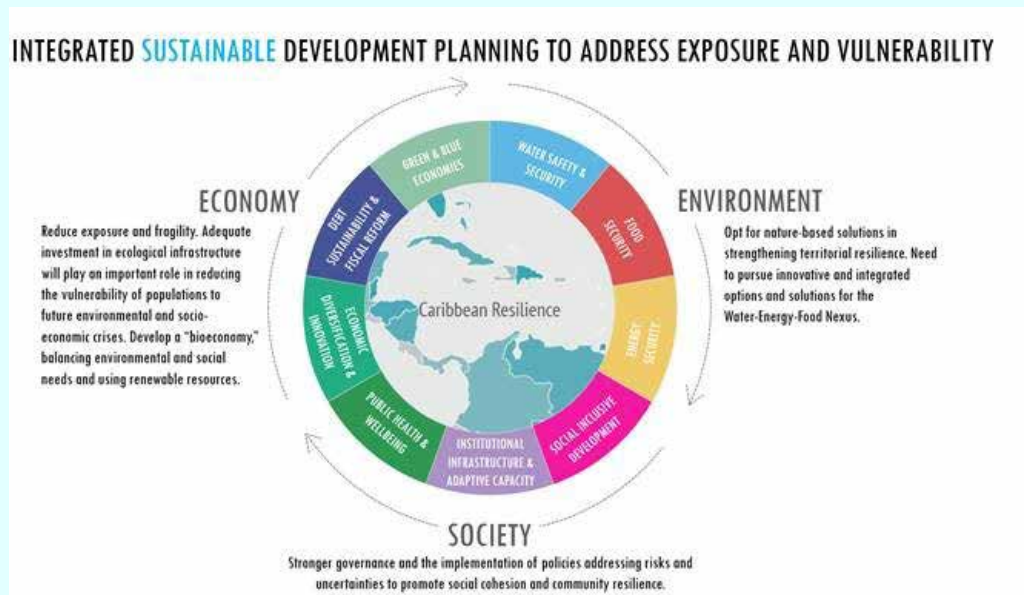 INTEGRATED SUSTAINABLE DEVELOPMENT PLANNING TO ADDRESS EXPOSURE AND VULNERABILITY
ECONOMY
Reduce exposure and fragility. Adequate
investment in ecological infrastructure
will play an important role in reducing
the vulnerability of populations to
future environmental and socio-
economic crises. Develop a "bioeconomy,"
balancing environmental and social
needs and using renewable resources.
GREEN & BLUE
ECONOMIES
WATER SAFETY &
SECURITY
FOOD
SECURITY
ENERGY
SECURITY
SOCIAL INCLUSIVE
DEVELOPMENT
INSTITUTIONAL
INFRASTRUCTURE &
ADAPTIVE CAPACITY
PUBLIC HEALTH &
WELLBEING
ECONOMIC
DIVERSIFICATION &
INNOVATION
DEBT
SUSTAINABILITY &
FISCAL REFORM
Caribbean Resilience
ENVIRONMENT
Opt for nature-based solutions in
strengthening territorial resilience. Need
to pursue innovative and integrated
options and solutions for the
Water-Energy-Food Nexus.
SOCIETY
Stronger governance and the implementation of policies addressing risks and
uncertainties to promote social cohesion and community resilience.